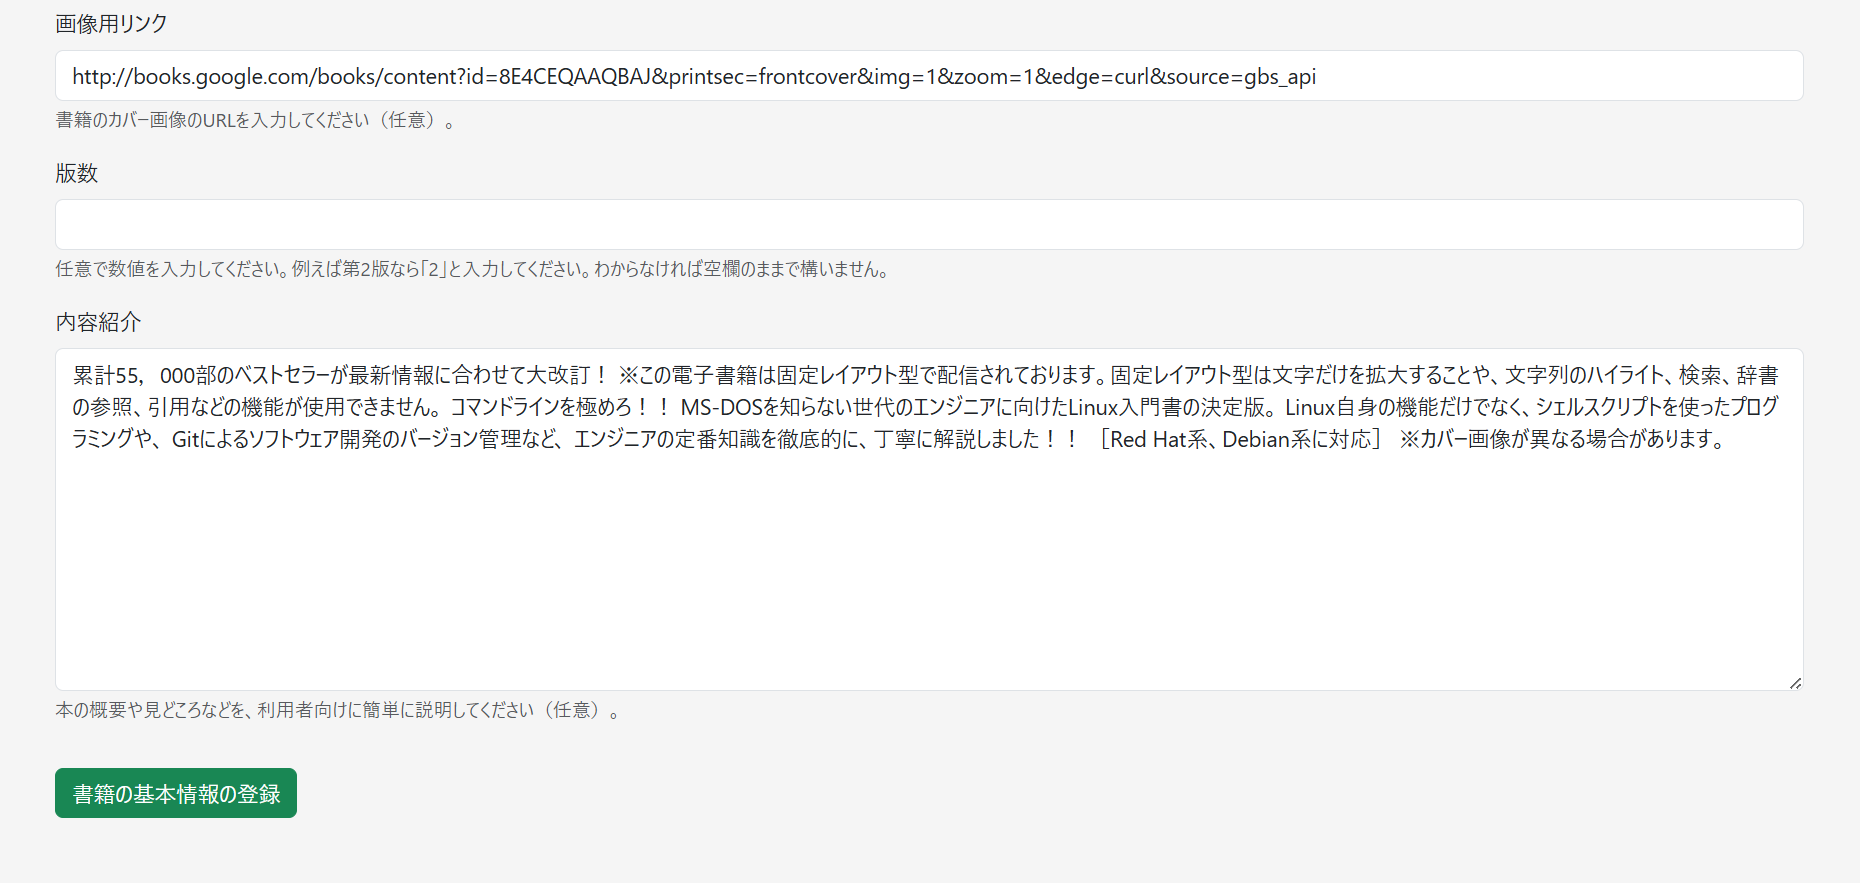 画像用リンク
http://books.google.com/books/content?id=8E4CEQAAQBAJ&printsec=frontcover&img=1&zoom=1&edge=curl&source=gbs_api
書籍のカバー画像のURLを入力してください（任意）。
版数
任意で数値を入力してください。例えば第2版なら「2」と入力してください。わからなければ空欄のままで構いません。
内容紹介
累計55，000部のベストセラーが最新情報に合わせて大改訂！ ※この電子書籍は固定レイアウト型で配信されております。固定レイアウト型は文字だけを拡大することや、文字列のハイライト、検索、辞書
の参照、引用などの機能が使用できません。 コマンドラインを極めろ！！ MS-DOSを知らない世代のエンジニアに向けたLinux入門書の決定版。 Linux自身の機能だけでなく、シェルスクリプトを使ったプログ
ラミングや、 Gitによるソフトウェア開発のバージョン管理など、 エンジニアの定番知識を徹底的に、丁寧に解説しました！！ ［Red Hat系、Debian系に対応］ ※カバー画像が異なる場合があります。
本の概要や見どころなどを、利用者向けに簡単に説明してください（任意）。
書籍の基本情報の登録